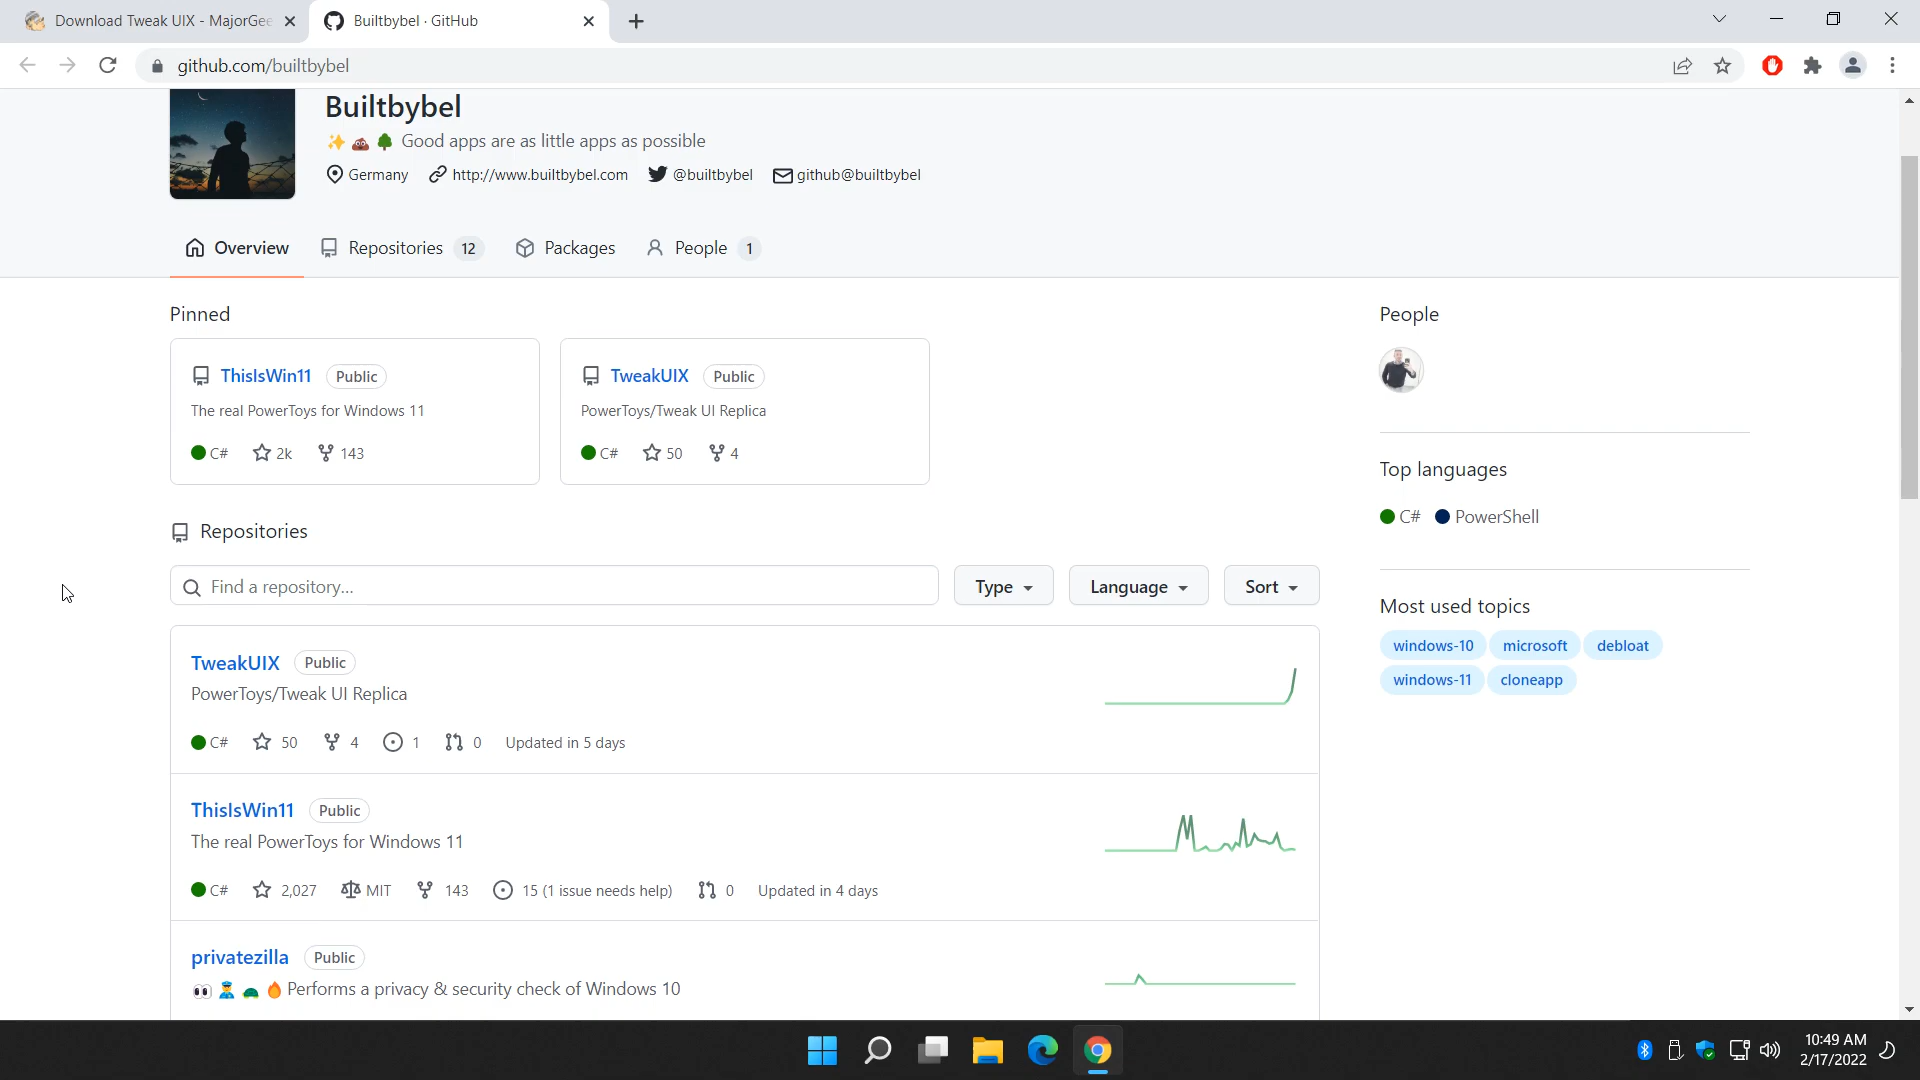 Download Tweak UIX - MajorGee
Builtbybel · GitHub
github.com/builtbybel
Builtbybel
✨ 💩 🌳 Good apps are as little apps as possible
Germany http://www.builtbybel.com @builtbybel github@builtbybel
Overview Repositories 12 Packages People 1
Pinned
ThisIsWin11 Public
The real PowerToys for Windows 11
C# 2k 143
TweakUIX Public
PowerToys/Tweak UI Replica
C# 50 4
Repositories
Find a repository...
Type Language Sort
TweakUIX Public
PowerToys/Tweak UI Replica
C# 50 4 1 0 Updated in 5 days
ThisIsWin11 Public
The real PowerToys for Windows 11
C# 2,027 MIT 143 15 (1 issue needs help) 0 Updated in 4 days
privatezilla Public
Performs a privacy & security check of Windows 10
People
Top languages
C# PowerShell
Most used topics
windows-10 microsoft debloat
windows-11 cloneapp
10:49 AM
2/17/2022